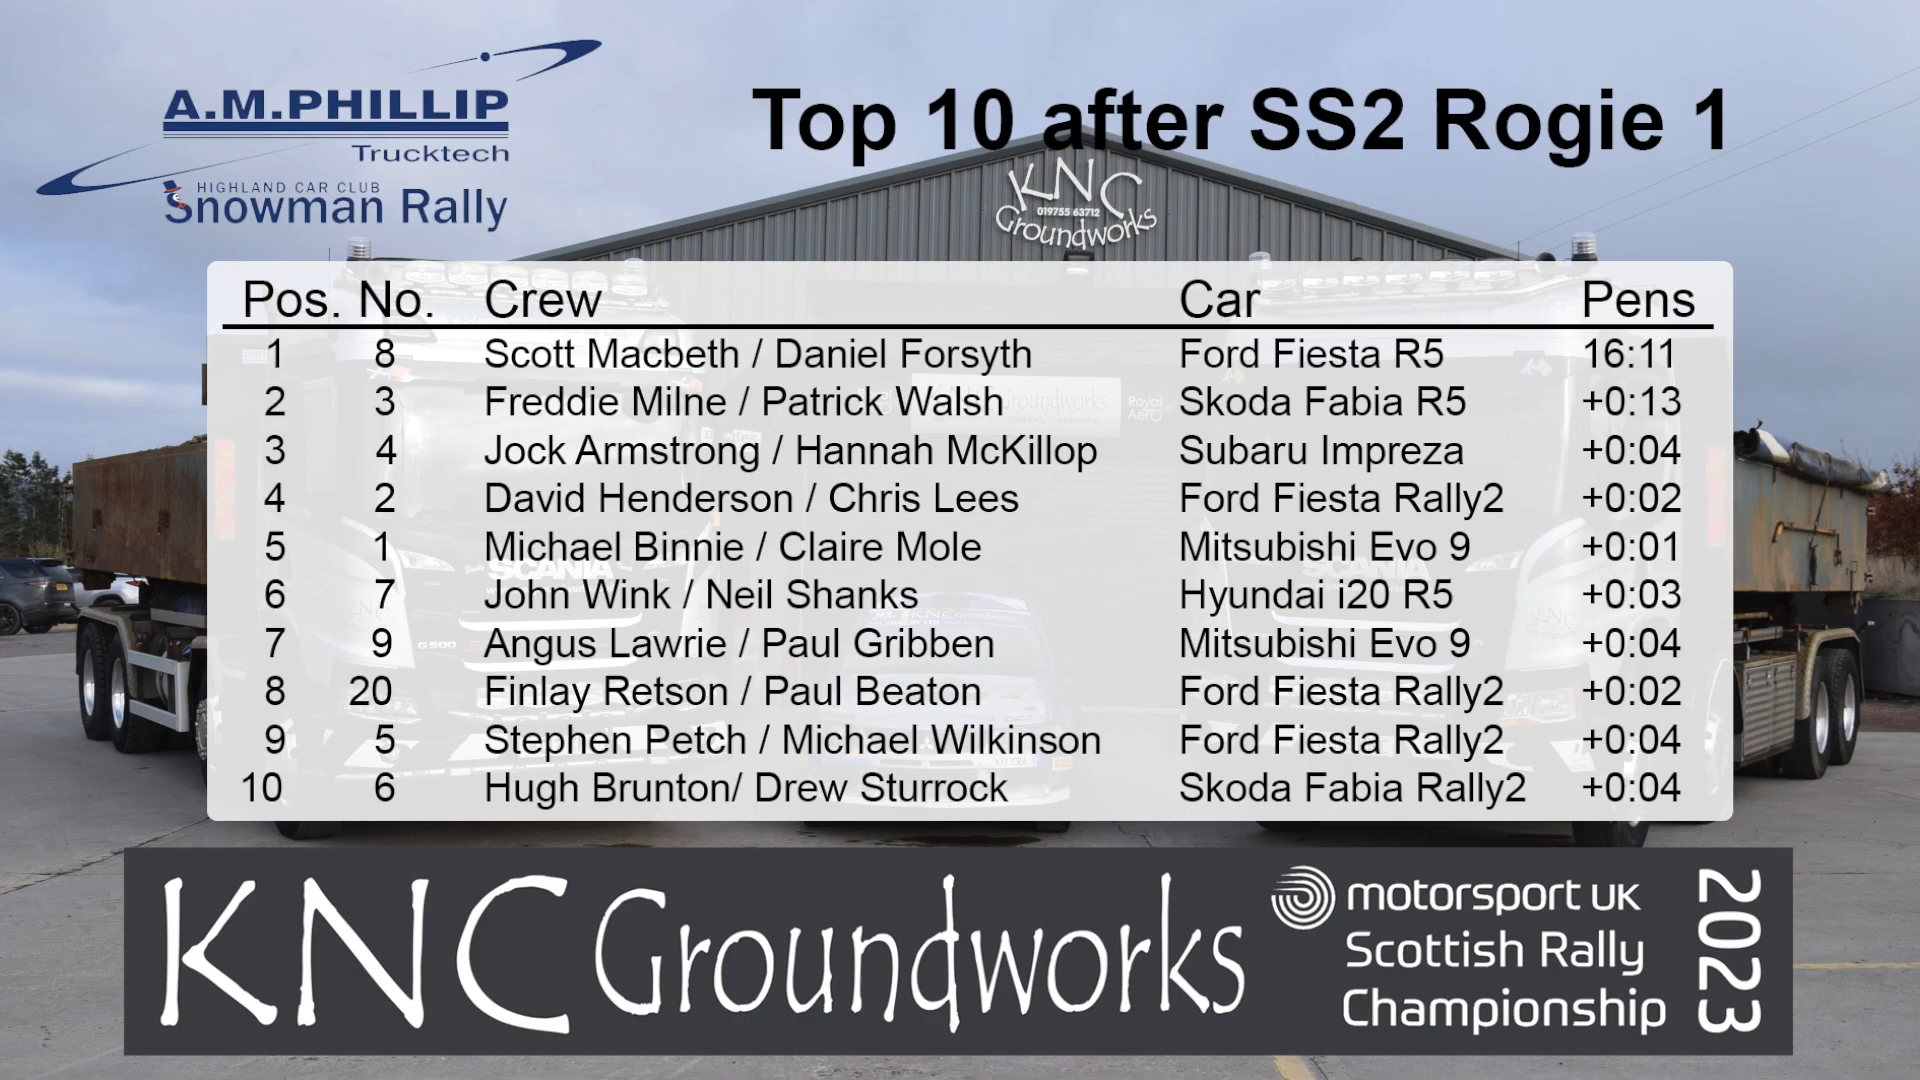 A.M.PHILLIP
Trucktech
HIGHLAND CAR CLUB
Snowman Rally
Top 10 after SS2 Rogie 1
KNC
019755 63712
Groundworks
Pos. No. Crew Car Pens
1 8 Scott Macbeth / Daniel Forsyth Ford Fiesta R5 16:11
2 3 Freddie Milne / Patrick Walsh Skoda Fabia R5 +0:13
3 4 Jock Armstrong / Hannah McKillop Subaru Impreza +0:04
4 2 David Henderson / Chris Lees Ford Fiesta Rally2 +0:02
5 1 Michael Binnie / Claire Mole Mitsubishi Evo 9 +0:01
6 7 John Wink / Neil Shanks Hyundai i20 R5 +0:03
7 9 Angus Lawrie / Paul Gribben Mitsubishi Evo 9 +0:04
8 20 Finlay Retson / Paul Beaton Ford Fiesta Rally2 +0:02
9 5 Stephen Petch / Michael Wilkinson Ford Fiesta Rally2 +0:04
10 6 Hugh Brunton/ Drew Sturrock Skoda Fabia Rally2 +0:04
Groundworks
Royal
SCANIA
SCANIA
G500
KNC Groundworks
motorsport UK
Scottish Rally
Championship
2023